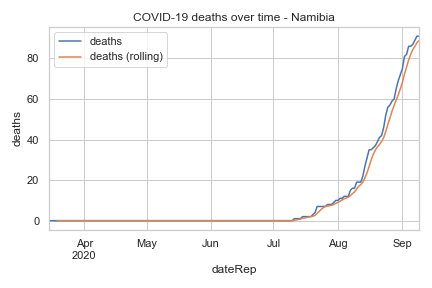 COVID-19 deaths over time - Namibia
deaths
deaths (rolling)
deaths
80
60
40
20
0
Apr
2020
May
Jun
Jul
Aug
Sep
dateRep